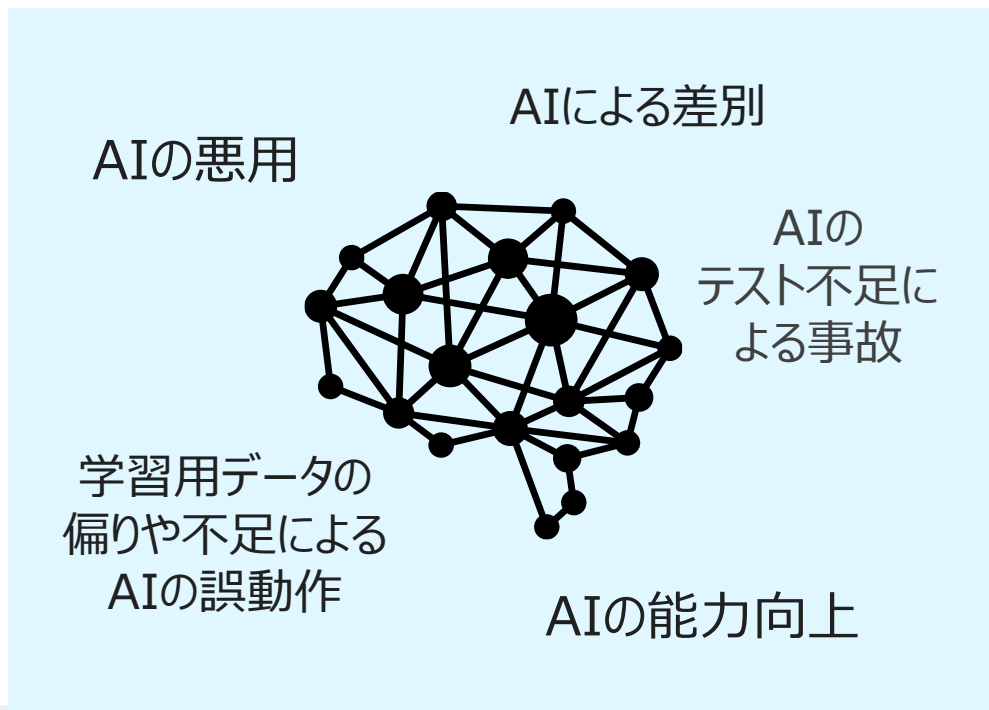 AIによる差別
AIの悪用
AIの
テスト不足に
よる事故
学習用データの
偏りや不足による
AIの誤動作
AIの能力向上